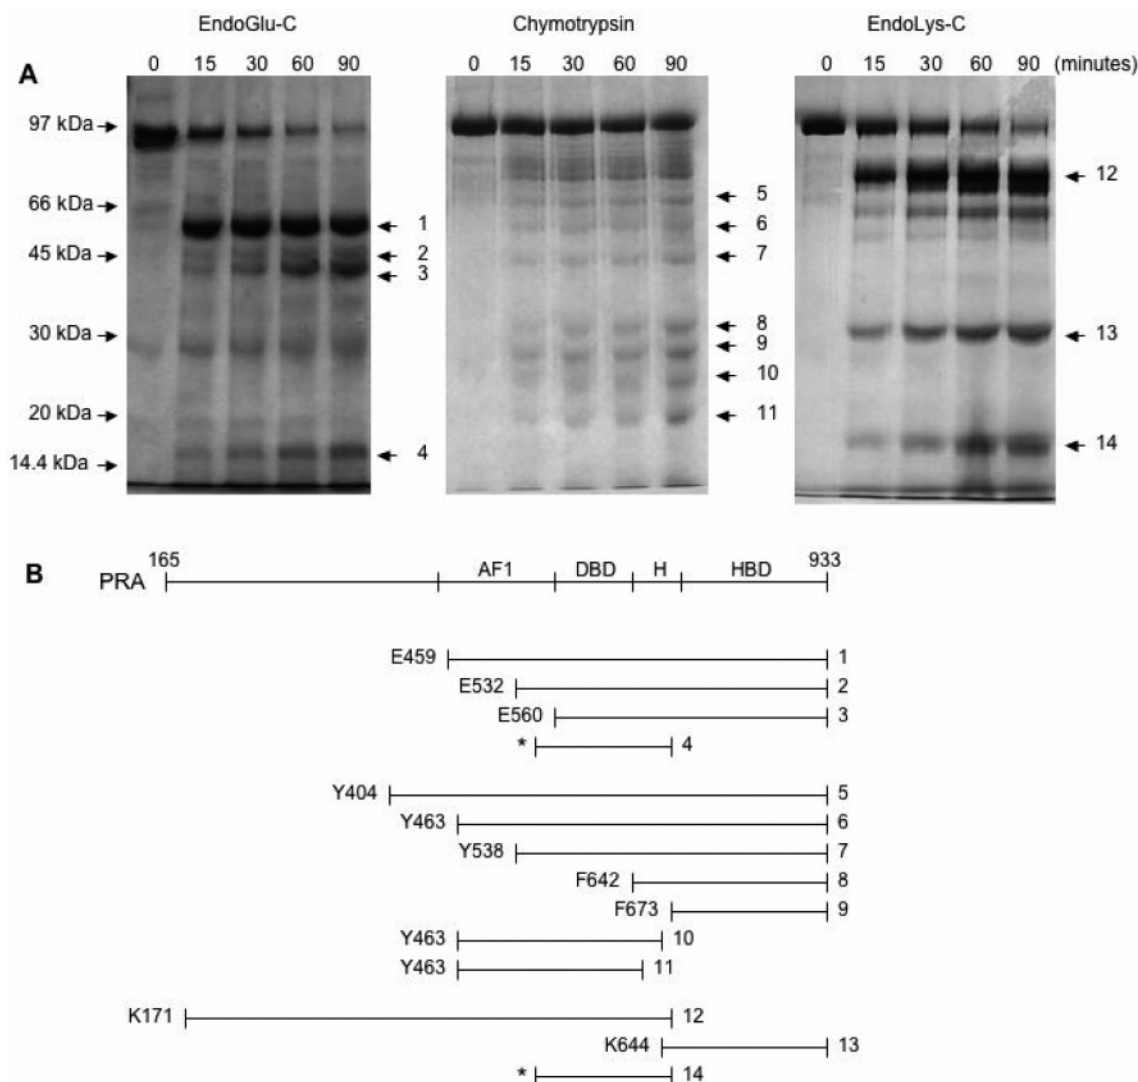 EndoGlu-C Chymotrypsin EndoLys-C
A 0 15 30 60 90 0 15 30 60 90 0 15 30 60 90 (minutes)
97 kDa
12
66 kDa 5
1 6
45 kDa 2 7
3
30 kDa 8 13
9
10
20 kDa 11
4 14
14.4 kDa
B 165 AF1 DBD H HBD 933
PRA
E459 1
E532 2
E560 3
* 4
Y404 5
Y463 6
Y538 7
F642 8
F673 9
Y463 10
Y463 11
K171 12
K644 13
* 14